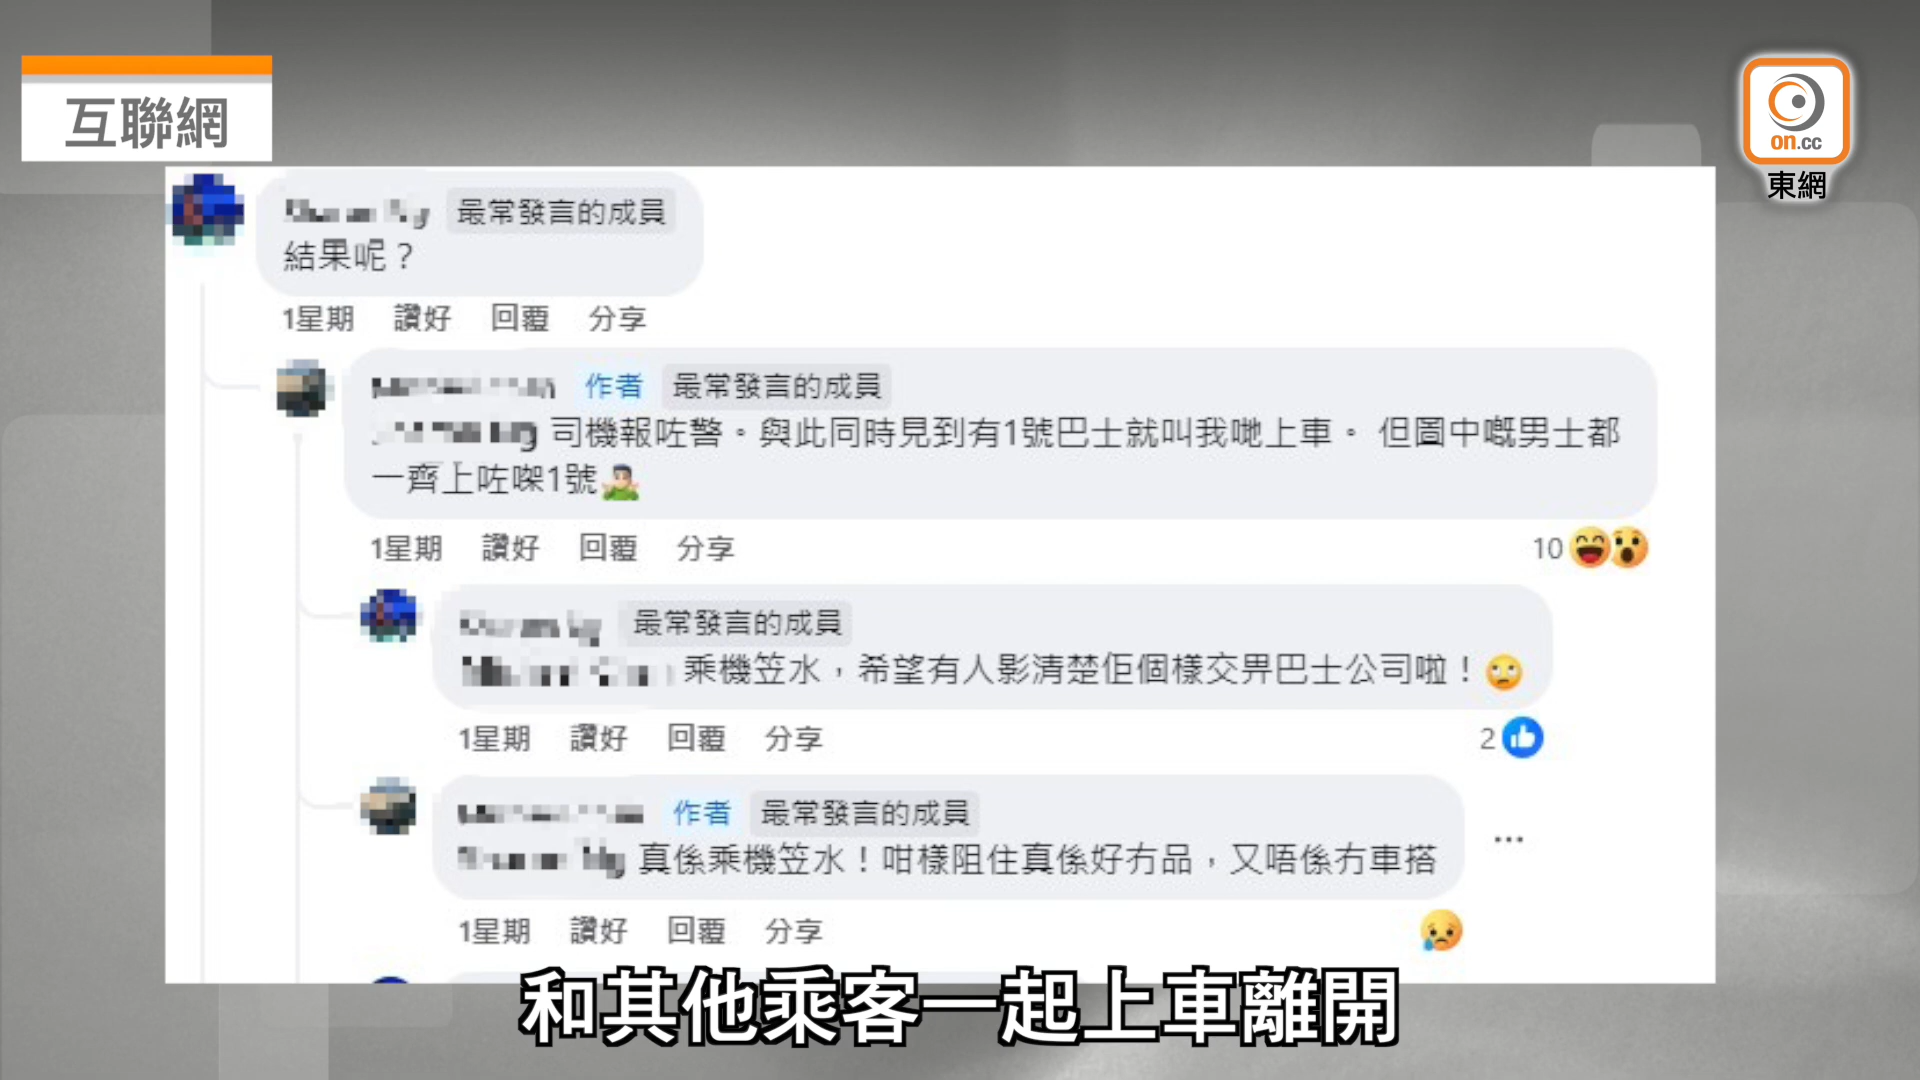 互聯網
on.cc
東網
最常發言的成員
結果呢？
1星期 讚好 回覆 分享
作者 最常發言的成員
司機報咗警。與此同時見到有1號巴士就叫我哋上車。 但圖中嘅男士都
一齊上咗㗎1號
1星期 讚好 回覆 分享
10
最常發言的成員
乘機笠水，希望有人影清楚佢個樣交畀巴士公司啦！
1星期 讚好 回覆 分享
2
作者 最常發言的成員
真係乘機笠水！咁樣阻住真係好冇品，又唔係冇車搭
1星期 讚好 回覆 分享
和其他乘客一起上車離開